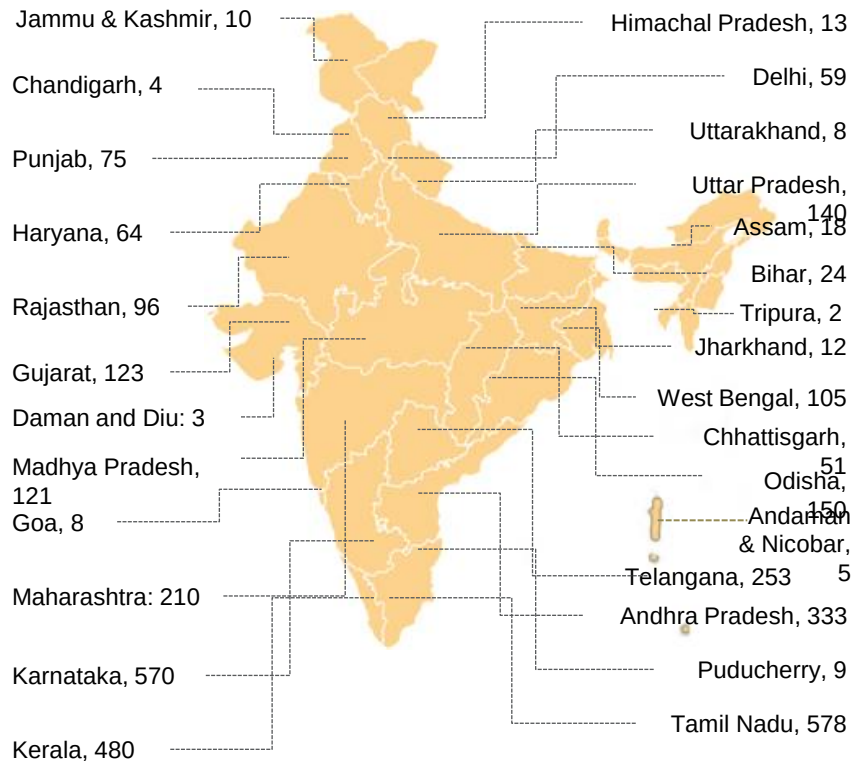 Jammu & Kashmir, 10
Chandigarh, 4
Punjab, 75
Haryana, 64
Rajasthan, 96
Gujarat, 123
Daman and Diu: 3
Madhya Pradesh,
121
Goa, 8
Maharashtra: 210
Karnataka, 570
Kerala, 480
Himachal Pradesh, 13
Delhi, 59
Uttarakhand, 8
Uttar Pradesh,
140
Assam, 18
Bihar, 24
Tripura, 2
Jharkhand, 12
West Bengal, 105
Chhattisgarh,
51
Odisha,
150
Andaman
& Nicobar,
5
Telangana, 253
Andhra Pradesh, 333
Puducherry, 9
Tamil Nadu, 578